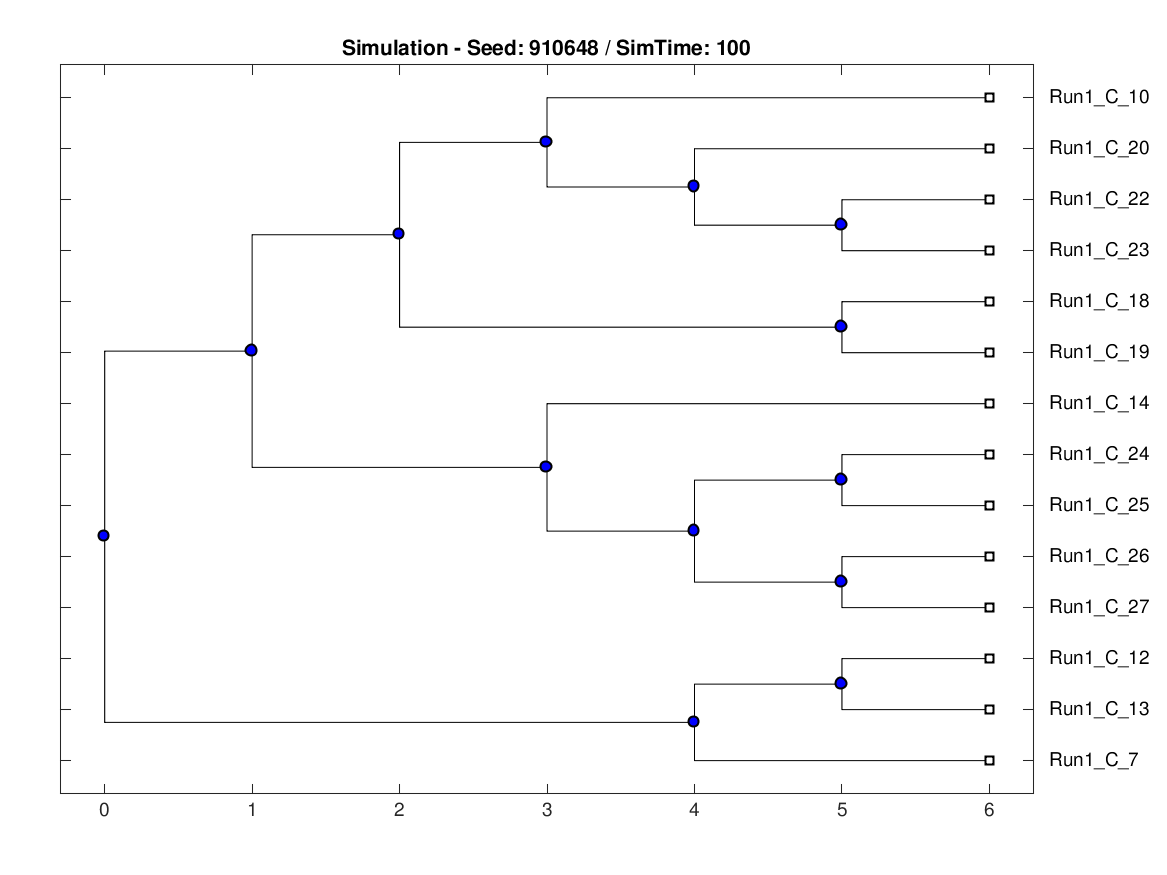 Simulation - Seed: 910648 / SimTime: 100
Run1_C_10
Run1_C_20
Run1_C_22
Run1_C_23
Run1_C_18
Run1_C_19
Run1_C_14
Run1_C_24
Run1_C_25
Run1_C_26
Run1_C_27
Run1_C_12
Run1_C_13
Run1_C_7
0 1 2 3 4 5 6